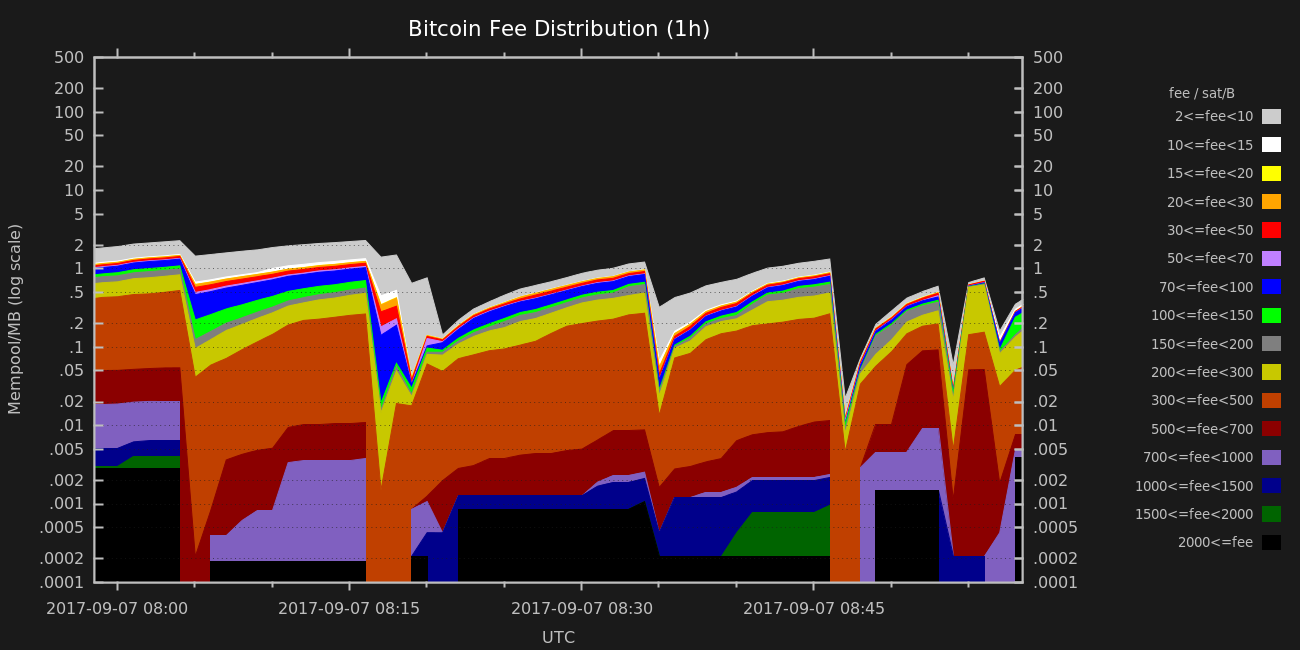 Bitcoin Fee Distribution (1h)
Mempool/MB (log scale)
500
200
100
50
20
10
5
2
1
.5
.2
.1
.05
.02
.01
.005
.002
.001
.0005
.0002
.0001
500
200
100
50
20
10
5
2
1
.5
.2
.1
.05
.02
.01
.005
.002
.001
.0005
.0002
.0001
2017-09-07 08:00
2017-09-07 08:15
2017-09-07 08:30
2017-09-07 08:45
UTC
fee / sat/B
2<=fee<10
10<=fee<15
15<=fee<20
20<=fee<30
30<=fee<50
50<=fee<70
70<=fee<100
100<=fee<150
150<=fee<200
200<=fee<300
300<=fee<500
500<=fee<700
700<=fee<1000
1000<=fee<1500
1500<=fee<2000
2000<=fee